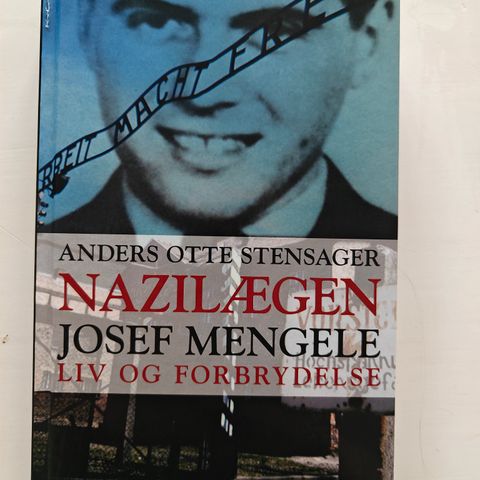 ARBEIT MACHT FREI
ANDERS OTTE STENSAGER
NAZILÆGEN
JOSEF MENGELE
LIV OG FORBRYDELSE